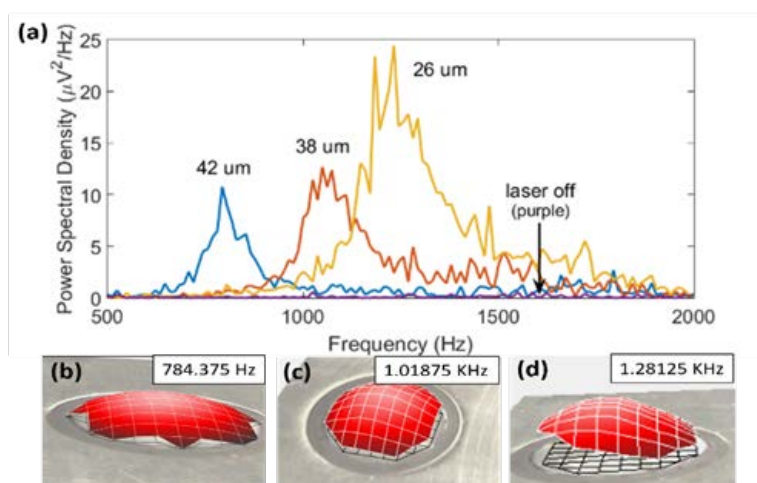 (a)
Power Spectral Density (μV²/Hz)
25
20
15
10
5
0
42 um
38 um
26 um
laser off
(purple)
500
1000
1500
2000
Frequency (Hz)
(b)
784.375 Hz
(c)
1.01875 KHz
(d)
1.28125 KHz